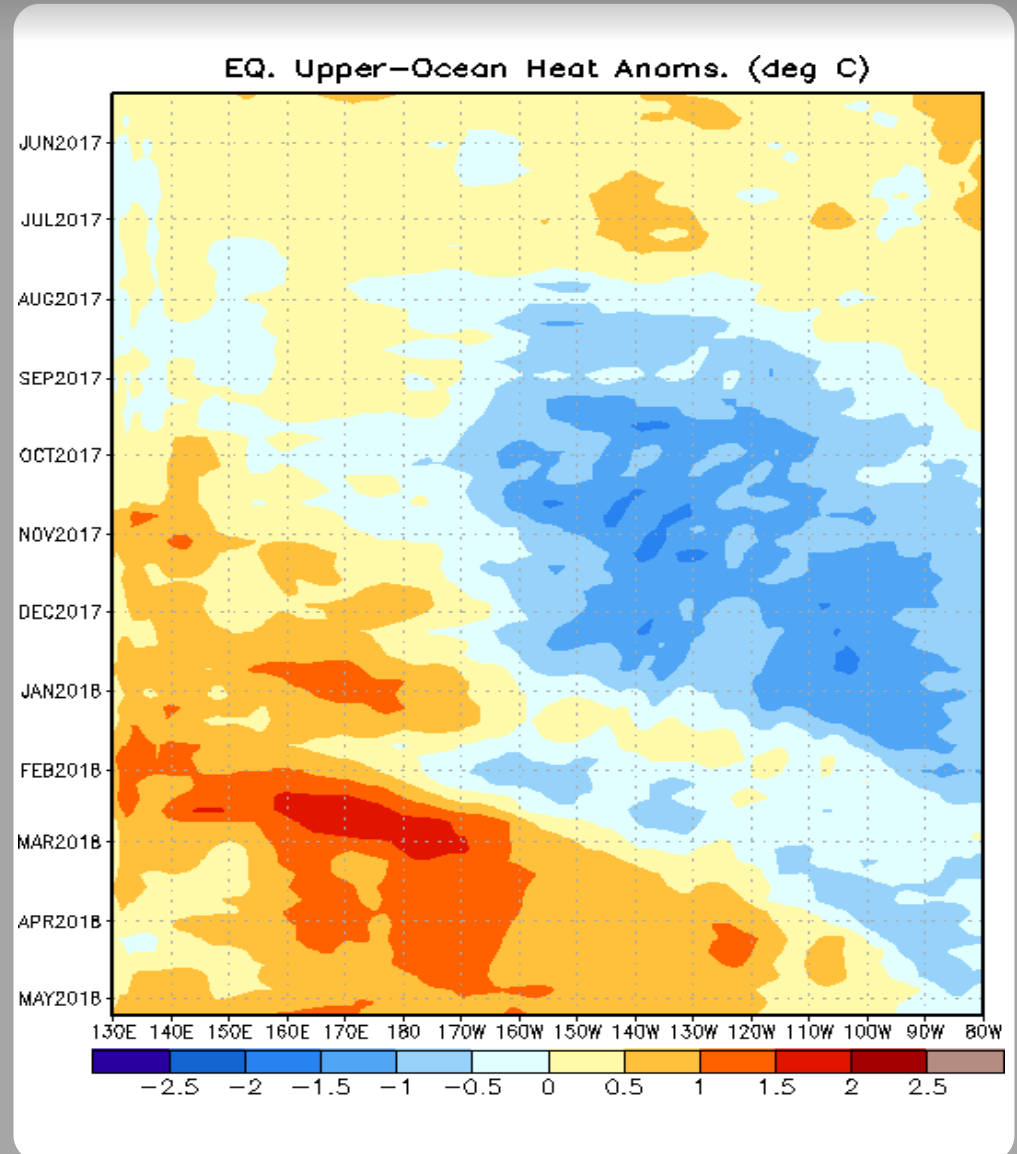 EQ. Upper-Ocean Heat Anoms. (deg C)
JUN2017
JUL2017
AUG2017
SEP2017
OCT2017
NOV2017
DEC2017
JAN2018
FEB2018
MAR2018
APR2018
MAY2018
130E 140E 150E 160E 170E 180 170W 160W 150W 140W 130W 120W 110W 100W 90W 80W
-2.5 -2 -1.5 -1 -0.5 0 0.5 1 1.5 2 2.5